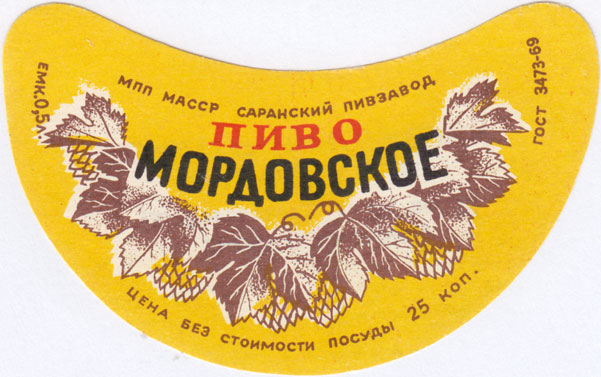 МПП МАССР САРАНСКИЙ ПИВЗАВОД
ПИВО
МОРДОВСКОЕ
ЕМК.0,5Л.
ГОСТ 3473-69
ЦЕНА БЕЗ СТОИМОСТИ ПОСУДЫ 25 КОП.